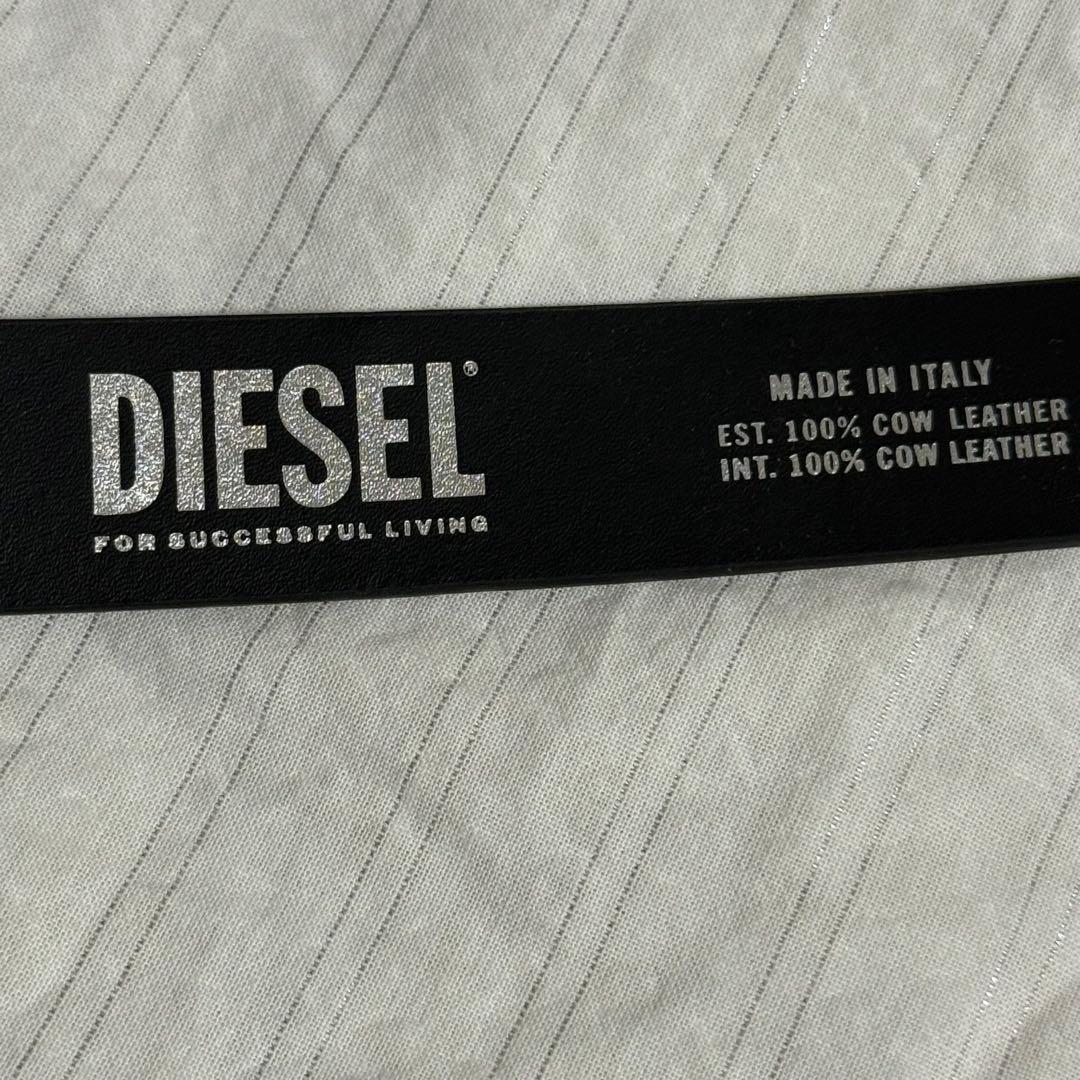 DIESEL®
FOR SUCCESSFUL LIVING
MADE IN ITALY
EST. 100% COW LEATHER
INT. 100% COW LEATHER